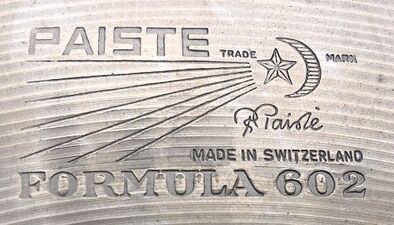 PAISTE
TRADE MARK
Paiste
MADE IN SWITZERLAND
FORMULA 602